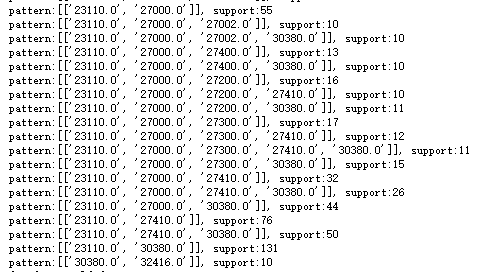 pattern:[['23110.0', '27000.0']], support:55
pattern:[['23110.0', '27000.0', '27002.0']], support:10
pattern:[['23110.0', '27000.0', '27002.0', '30380.0']], support:10
pattern:[['23110.0', '27000.0', '27400.0']], support:13
pattern:[['23110.0', '27000.0', '27400.0', '30380.0']], support:10
pattern:[['23110.0', '27000.0', '27200.0']], support:16
pattern:[['23110.0', '27000.0', '27200.0', '27410.0']], support:10
pattern:[['23110.0', '27000.0', '27200.0', '30380.0']], support:11
pattern:[['23110.0', '27000.0', '27300.0']], support:17
pattern:[['23110.0', '27000.0', '27300.0', '27410.0']], support:12
pattern:[['23110.0', '27000.0', '27300.0', '27410.0', '30380.0']], support:11
pattern:[['23110.0', '27000.0', '27300.0', '30380.0']], support:15
pattern:[['23110.0', '27000.0', '27410.0']], support:32
pattern:[['23110.0', '27000.0', '27410.0', '30380.0']], support:26
pattern:[['23110.0', '27000.0', '30380.0']], support:44
pattern:[['23110.0', '27410.0']], support:76
pattern:[['23110.0', '27410.0', '30380.0']], support:50
pattern:[['23110.0', '30380.0']], support:131
pattern:[['30380.0', '32416.0']], support:10